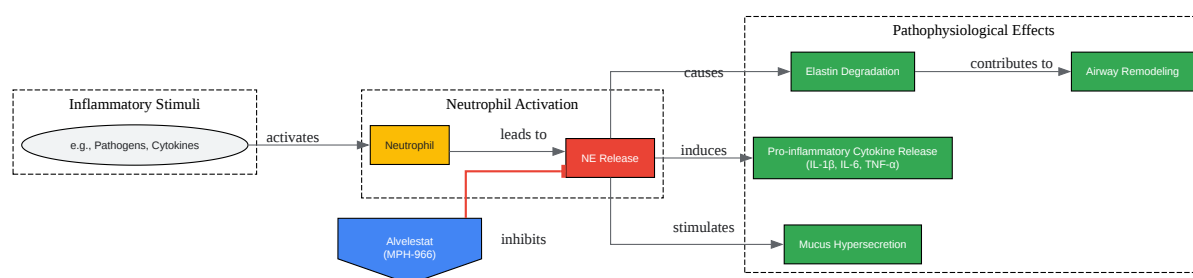 Pathophysiological Effects
causes
Elastin Degradation
contributes to
Airway Remodeling
Inflammatory Stimuli
Neutrophil Activation
e.g., Pathogens, Cytokines
activates
Neutrophil
leads to
NE Release
induces
Pro-inflammatory Cytokine Release
(IL-1β, IL-6, TNF-α)
Alvelestat
(MPH-966)
inhibits
stimulates
Mucus Hypersecretion